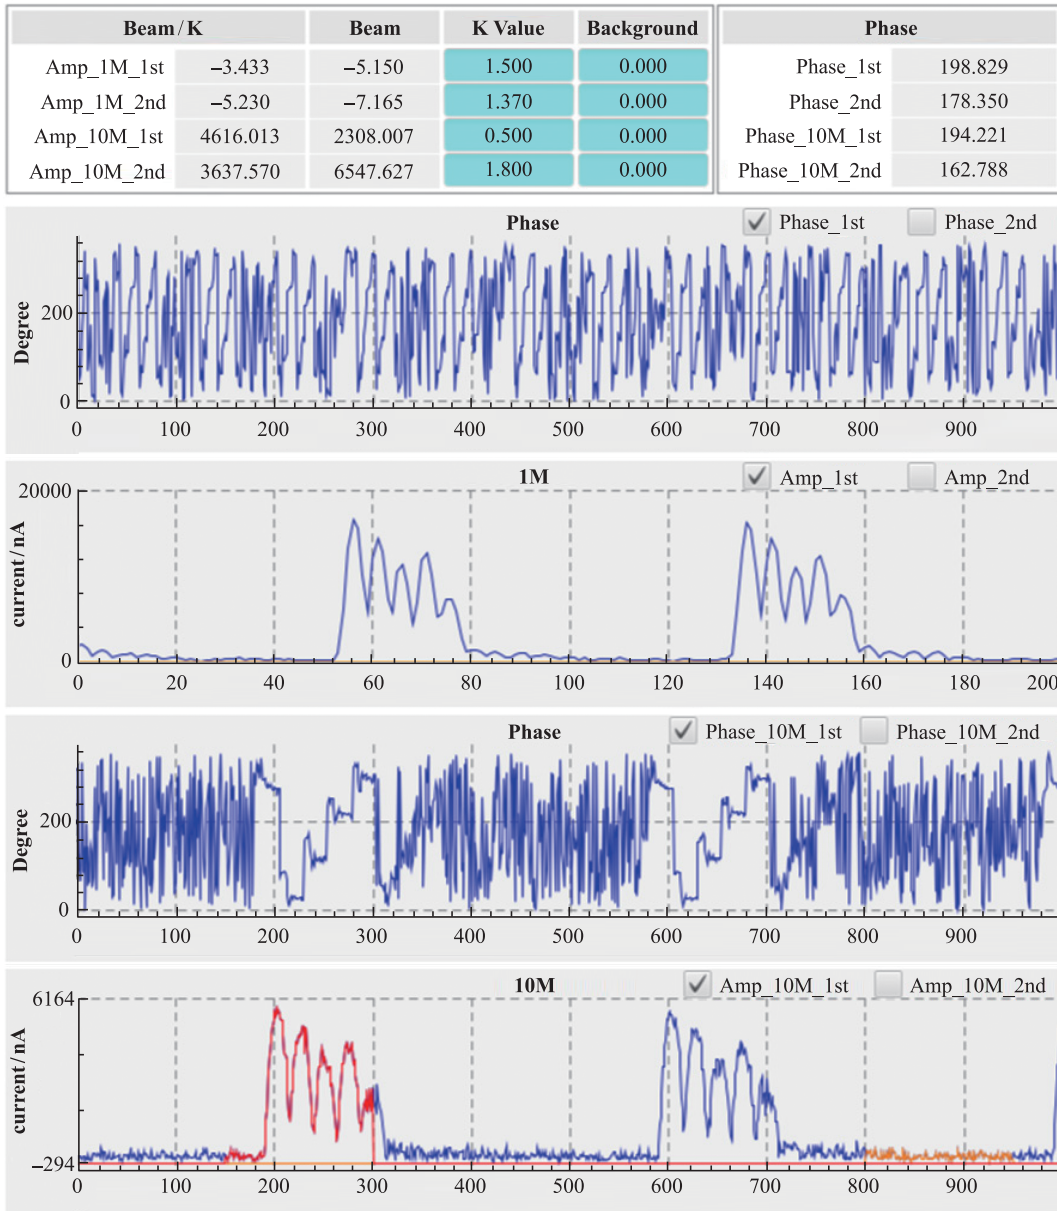 Beam/K Beam K Value Background Phase
Amp_1M_1st −3.433 −5.150 1.500 0.000 Phase_1st 198.829
Amp_1M_2nd −5.230 −7.165 1.370 0.000 Phase_2nd 178.350
Amp_10M_1st 4616.013 2308.007 0.500 0.000 Phase_10M_1st 194.221
Amp_10M_2nd 3637.570 6547.627 1.800 0.000 Phase_10M_2nd 162.788
Phase Phase_1st Phase_2nd
Degree
200
0
0 100 200 300 400 500 600 700 800 900
1M Amp_1st Amp_2nd
current/nA
20000
0
0 20 40 60 80 100 120 140 160 180 200
Phase Phase_10M_1st Phase_10M_2nd
Degree
200
0
0 100 200 300 400 500 600 700 800 900
10M Amp_10M_1st Amp_10M_2nd
current/nA
6164
−294
0 100 200 300 400 500 600 700 800 900